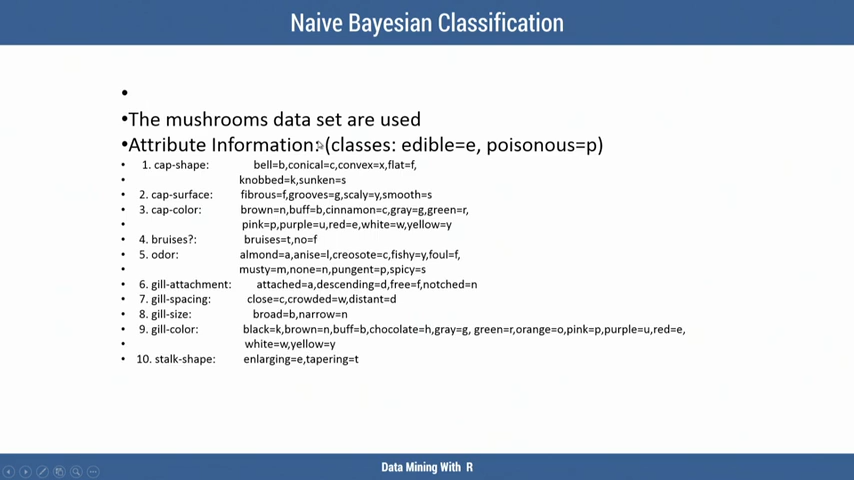 Naive Bayesian Classification
•
•The mushrooms data set are used
•Attribute Information: (classes: edible=e, poisonous=p)
• 1. cap-shape: bell=b,conical=c,convex=x,flat=f,
• knobbed=k,sunken=s
• 2. cap-surface: fibrous=f,grooves=g,scaly=y,smooth=s
• 3. cap-color: brown=n,buff=b,cinnamon=c,gray=g,green=r,
• pink=p,purple=u,red=e,white=w,yellow=y
• 4. bruises?: bruises=t,no=f
• 5. odor: almond=a,anise=l,creosote=c,fishy=y,foul=f,
• musty=m,none=n,pungent=p,spicy=s
• 6. gill-attachment: attached=a,descending=d,free=f,notched=n
• 7. gill-spacing: close=c,crowded=w,distant=d
• 8. gill-size: broad=b,narrow=n
• 9. gill-color: black=k,brown=n,buff=b,chocolate=h,gray=g, green=r,orange=o,pink=p,purple=u,red=e,
• white=w,yellow=y
• 10. stalk-shape: enlarging=e,tapering=t
Data Mining With R